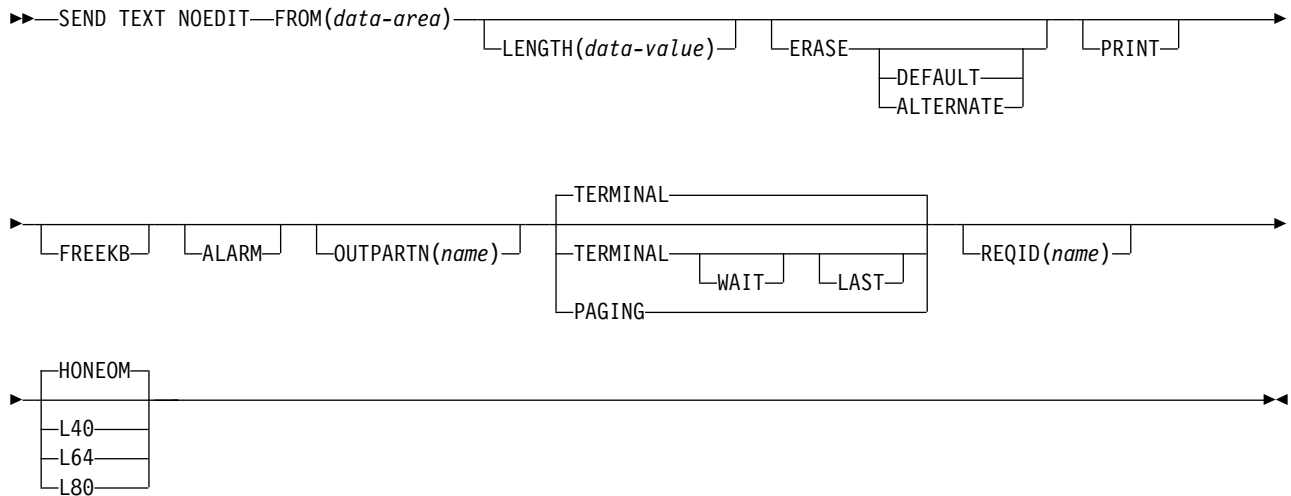 SEND TEXT NOEDIT FROM(data-area) LENGTH(data-value) ERASE DEFAULT ALTERNATE PRINT
FREEKB ALARM OUTPARTN(name) TERMINAL TERMINAL WAIT LAST PAGING REQID(name)
HONEOM
L40
L64
L80